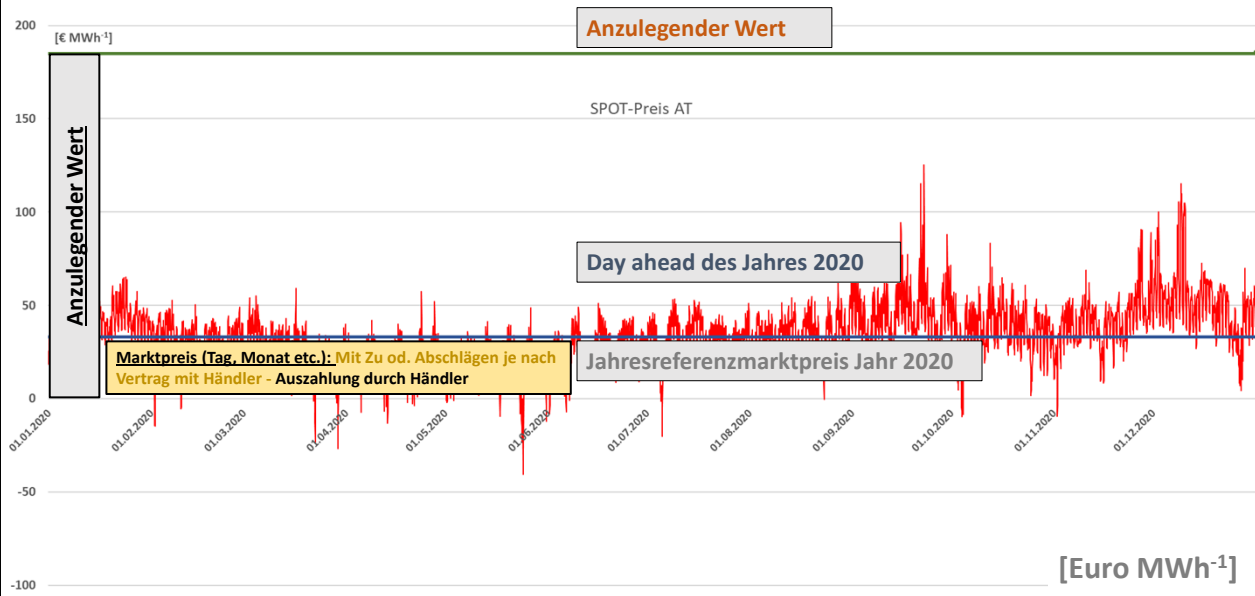 200
[€ MWh-1]
Anzulegender Wert
Anzulegender Wert
150
SPOT-Preis AT
100
Day ahead des Jahres 2020
50
Marktpreis (Tag, Monat etc.): Mit Zu od. Abschlägen je nach
Vertrag mit Händler - Auszahlung durch Händler
Jahresreferenzmarktpreis Jahr 2020
0
01.01.2020
01.02.2020
01.03.2020
01.04.2020
01.05.2020
01.06.2020
01.07.2020
01.08.2020
01.09.2020
01.10.2020
01.11.2020
01.12.2020
-50
[Euro MWh-1]
-100